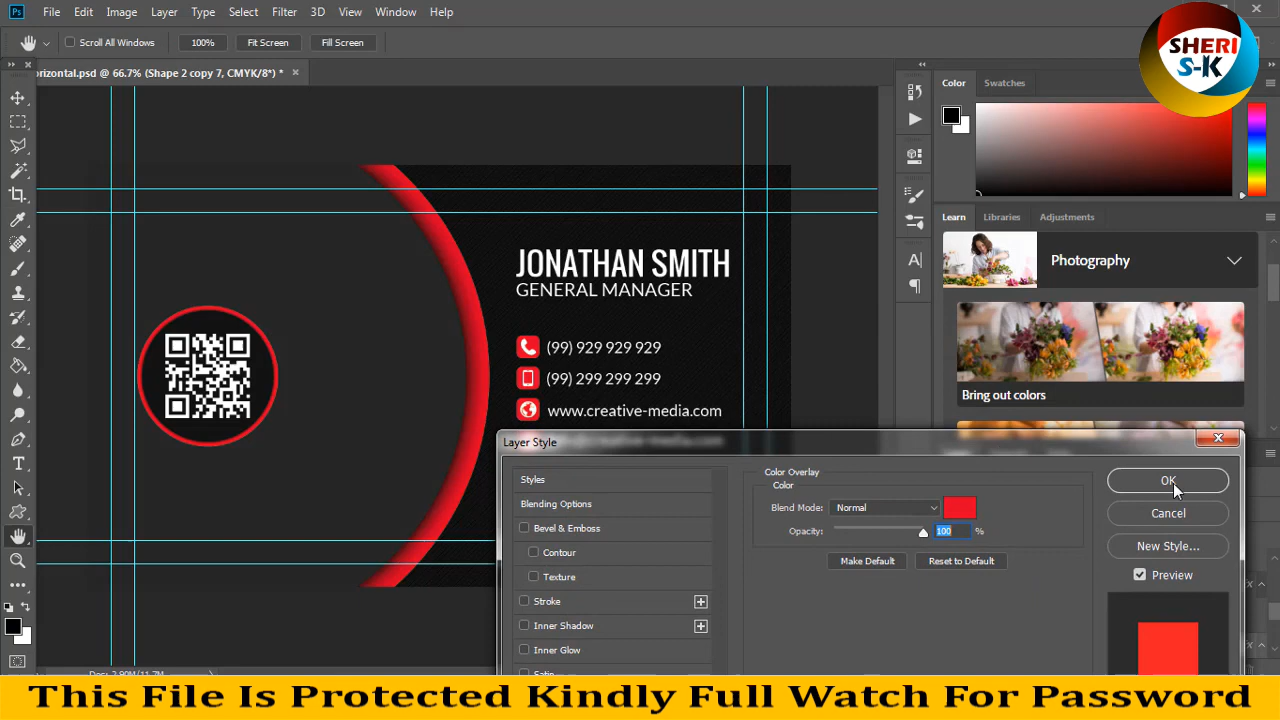 Ps File Edit Image Layer Type Select Filter 3D View Window Help
Scroll All Windows 100% Fit Screen Fill Screen
SHERI
S-K
orizontal.psd @ 66.7% (Shape 2 copy 7, CMYK/8*) *
Color Swatches
Learn Libraries Adjustments
Photography
Bring out colors
JONATHAN SMITH
GENERAL MANAGER
(99) 929 929 929
(99) 299 299 299
www.creative-media.com
Layer Style
Styles
Blending Options
Bevel & Emboss
Contour
Texture
Stroke
Inner Shadow
Inner Glow
Satin
Color Overlay
Color
Blend Mode: Normal
Opacity: 100 %
Make Default Reset to Default
OK
Cancel
New Style...
Preview
This File Is Protected Kindly Full Watch For Password